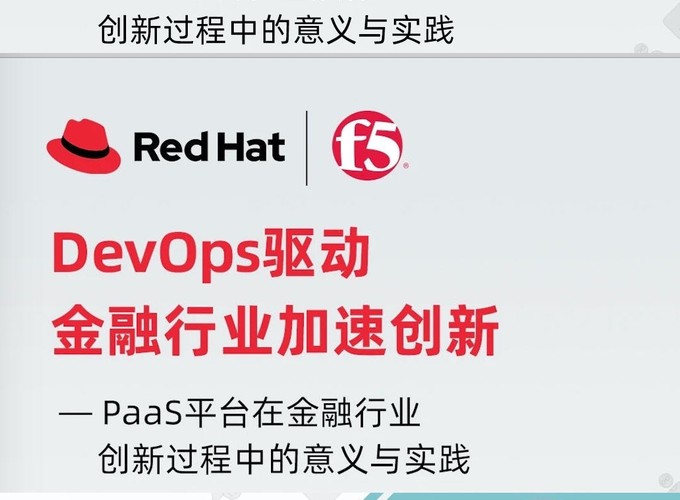 创新过程中的意义与实践
Red Hat
f5
DevOps驱动
金融行业加速创新
— PaaS平台在金融行业
创新过程中的意义与实践